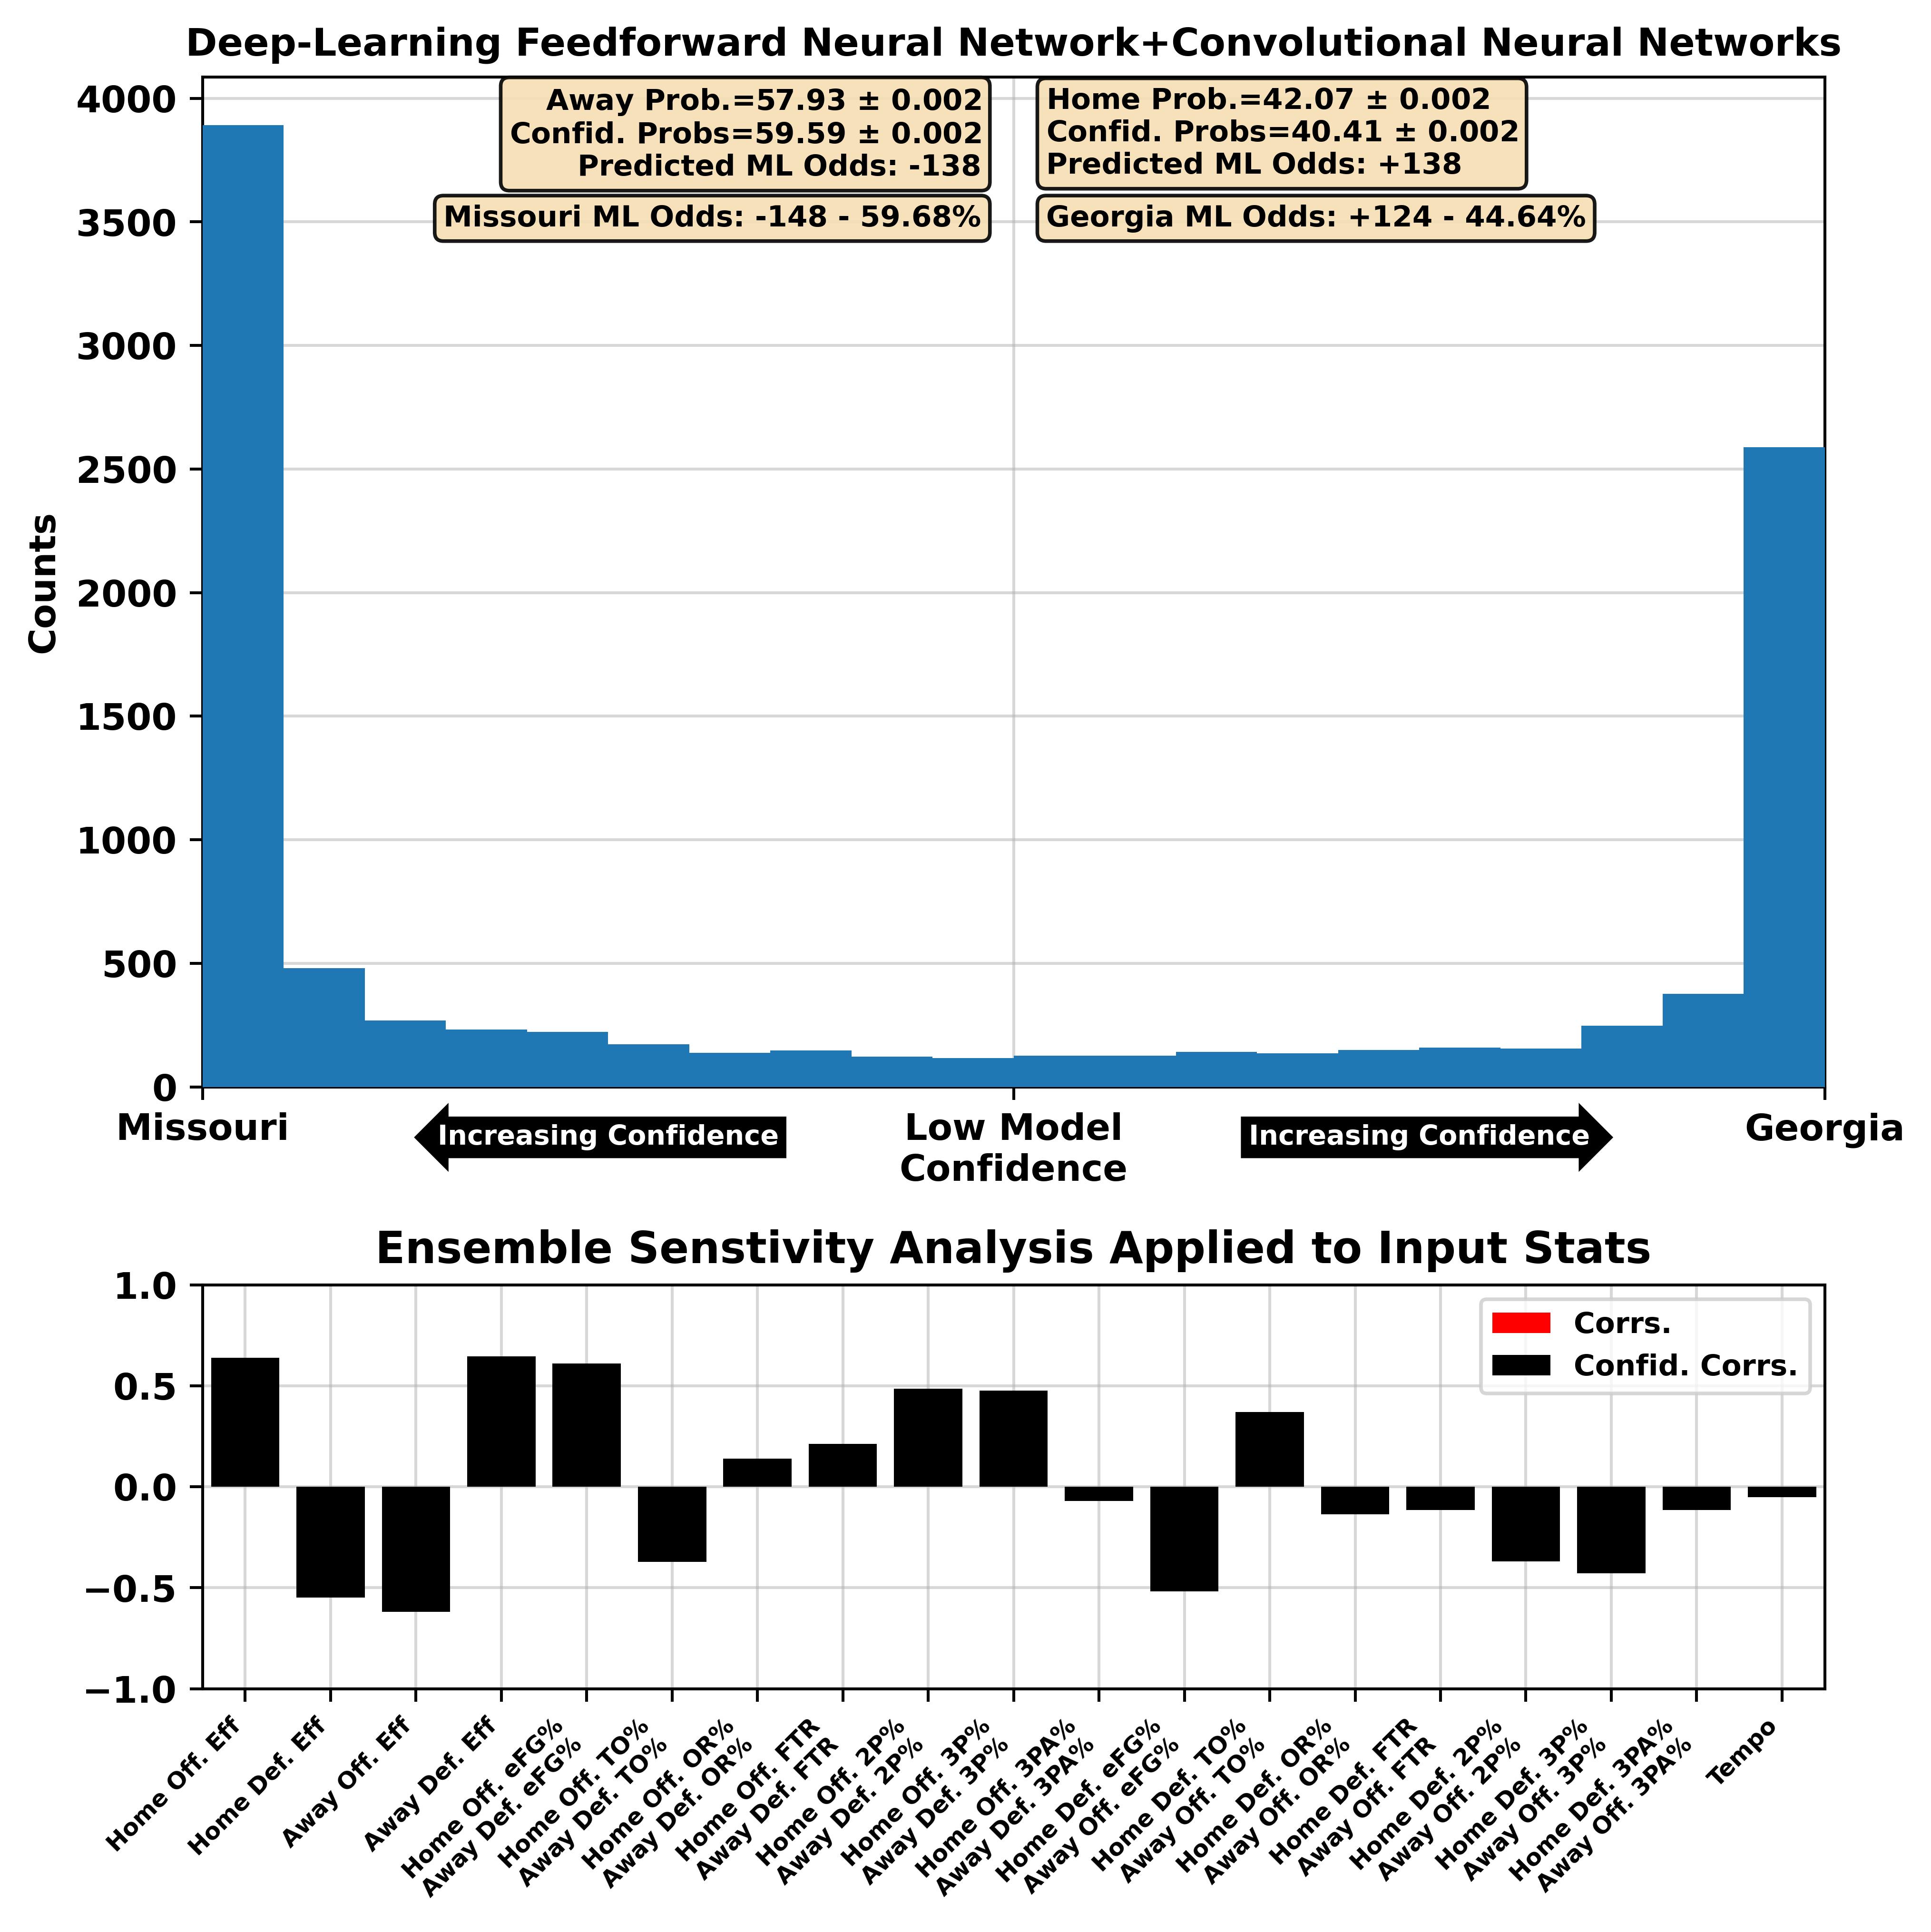 Deep-Learning Feedforward Neural Network+Convolutional Neural Networks
Away Prob.=57.93 ± 0.002
Confid. Probs=59.59 ± 0.002
Predicted ML Odds: -138
Missouri ML Odds: -148 - 59.68%
Home Prob.=42.07 ± 0.002
Confid. Probs=40.41 ± 0.002
Predicted ML Odds: +138
Georgia ML Odds: +124 - 44.64%
Counts
4000
3500
3000
2500
2000
1500
1000
500
0
Missouri
Increasing Confidence
Low Model
Confidence
Increasing Confidence
Georgia
Ensemble Senstivity Analysis Applied to Input Stats
Corrs.
Confid. Corrs.
1.0
0.5
0.0
−0.5
−1.0
Home Off. Eff
Home Def. Eff
Away Off. Eff
Away Def. Eff
Home Off. eFG%
Away Def. eFG%
Home Off. TO%
Away Def. TO%
Home Off. OR%
Away Def. OR%
Home Off. FTR
Away Def. FTR
Home Off. 2P%
Away Def. 2P%
Home Off. 3P%
Away Def. 3P%
Home Off. 3PA%
Away Def. 3PA%
Home Def. eFG%
Away Off. eFG%
Home Def. TO%
Away Off. TO%
Home Def. OR%
Away Off. OR%
Home Def. FTR
Away Off. FTR
Home Def. 2P%
Away Off. 2P%
Home Def. 3P%
Away Off. 3P%
Home Def. 3PA%
Away Off. 3PA%
Tempo